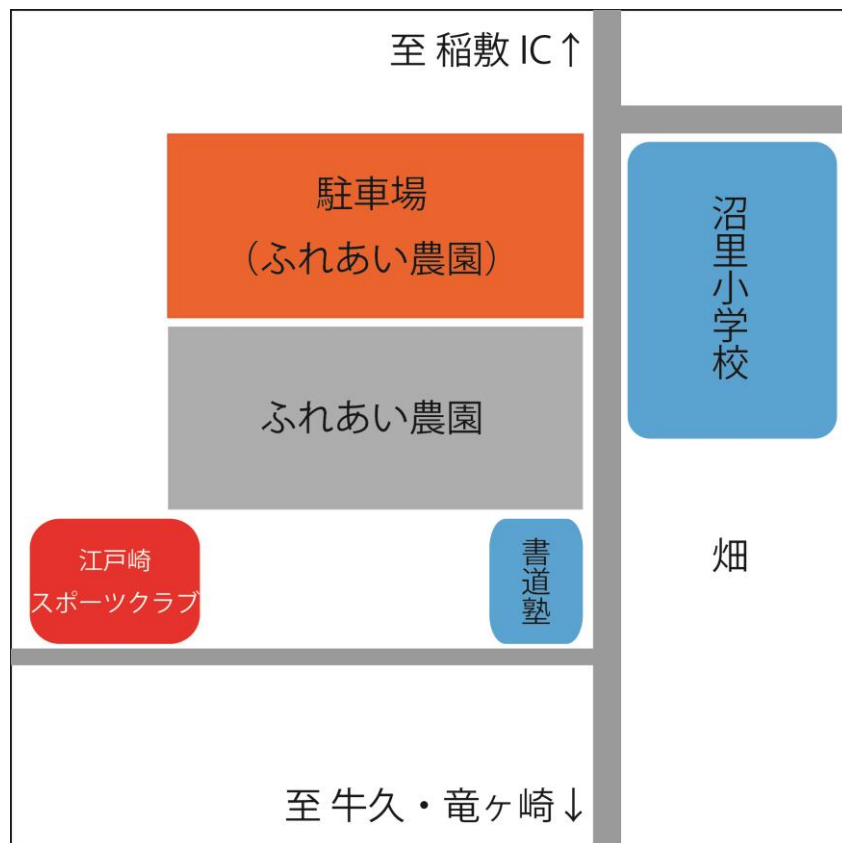 至 稲敷 IC↑
駐車場
（ふれあい農園）
沼里小学校
ふれあい農園
江戸崎
スポーツクラブ
書道塾
畑
至 牛久・竜ヶ崎↓